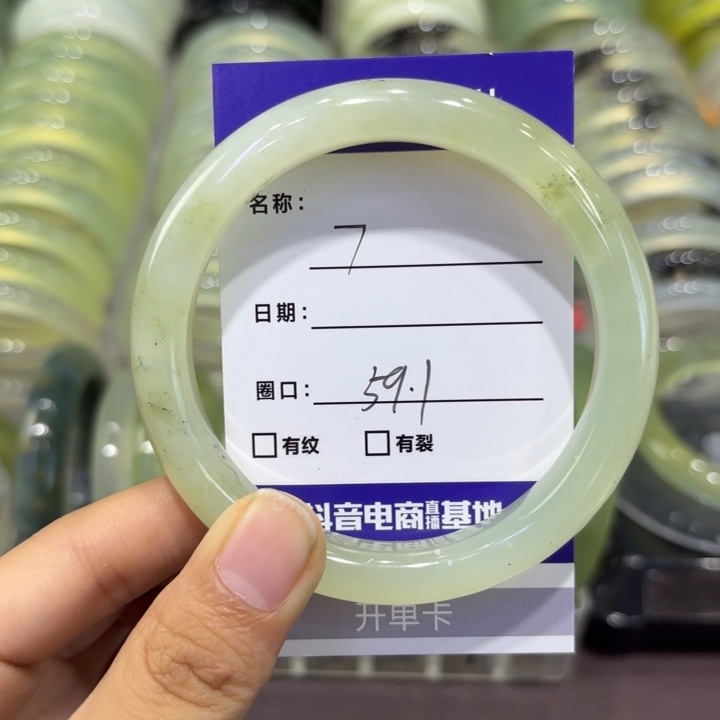 名称: 7
日期:
圈口: 59.1
有纹 有裂
抖音电商直播基地
开单卡